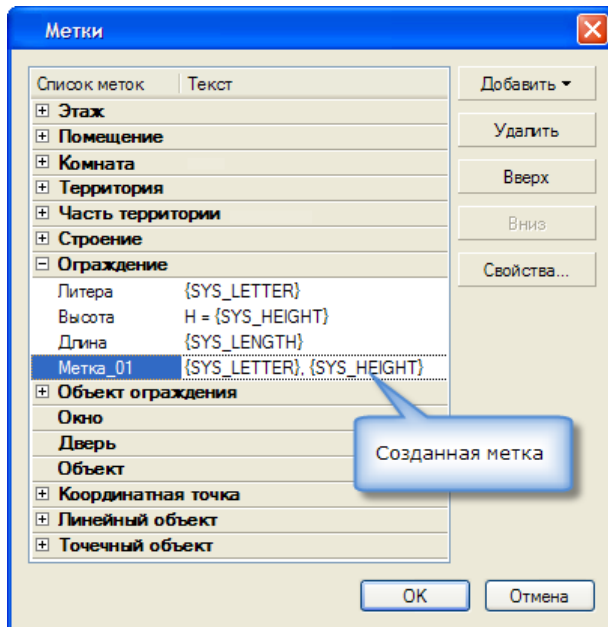 Метки
Список меток Текст
Добавить
Этаж
Помещение
Удалить
Комната
Вверх
Территория
Часть территории
Вниз
Строение
Ограждение
Свойства...
Литера {SYS_LETTER}
Высота H = {SYS_HEIGHT}
Длина {SYS_LENGTH}
Метка_01 {SYS_LETTER}, {SYS_HEIGHT}
Объект ограждения
Окно
Дверь
Созданная метка
Объект
Координатная точка
Линейный объект
Точечный объект
OK Отмена